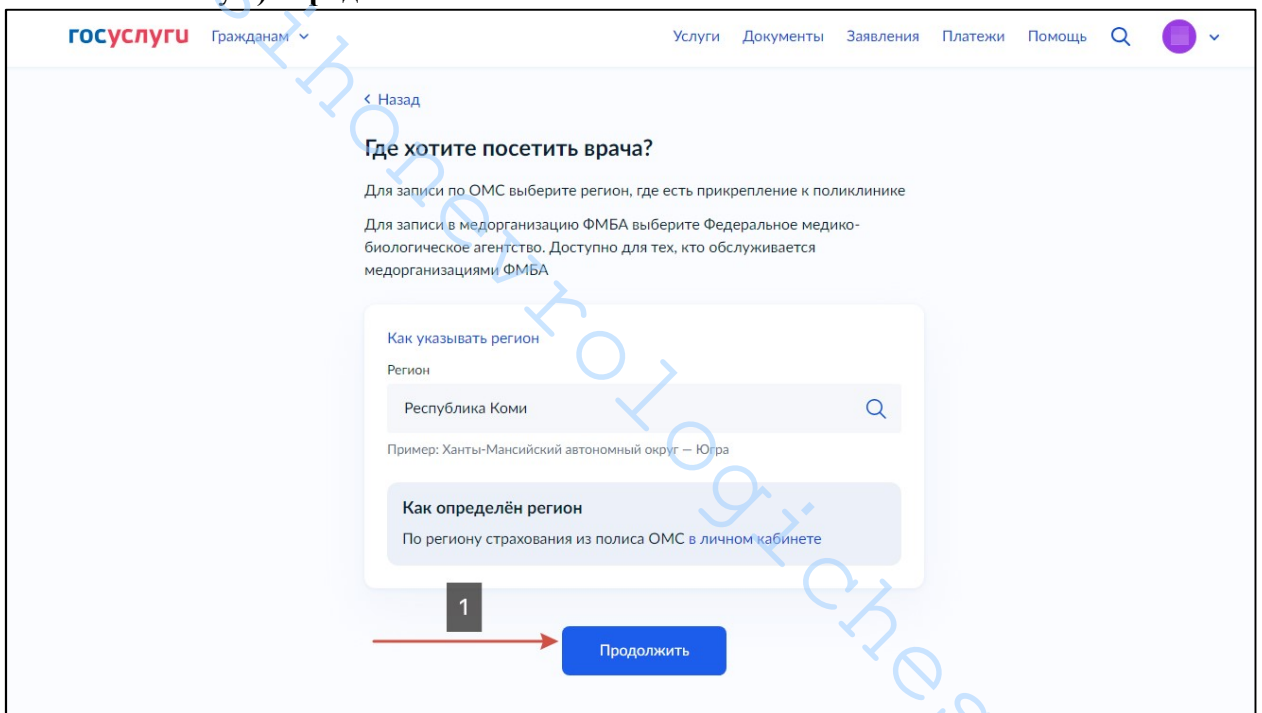 госуслуги Гражданам Услуги Документы Заявления Платежи Помощь
Назад
Где хотите посетить врача?
Для записи по ОМС выберите регион, где есть прикрепление к поликлинике
Для записи в медорганизацию ФМБА выберите Федеральное медико-
биологическое агентство. Доступно для тех, кто обслуживается
медорганизациями ФМБА
Как указывать регион
Регион
Республика Коми
Пример: Ханты-Мансийский автономный округ — Югра
Как определён регион
По региону страхования из полиса ОМС в личном кабинете
1
Продолжить
ihonevrologiches